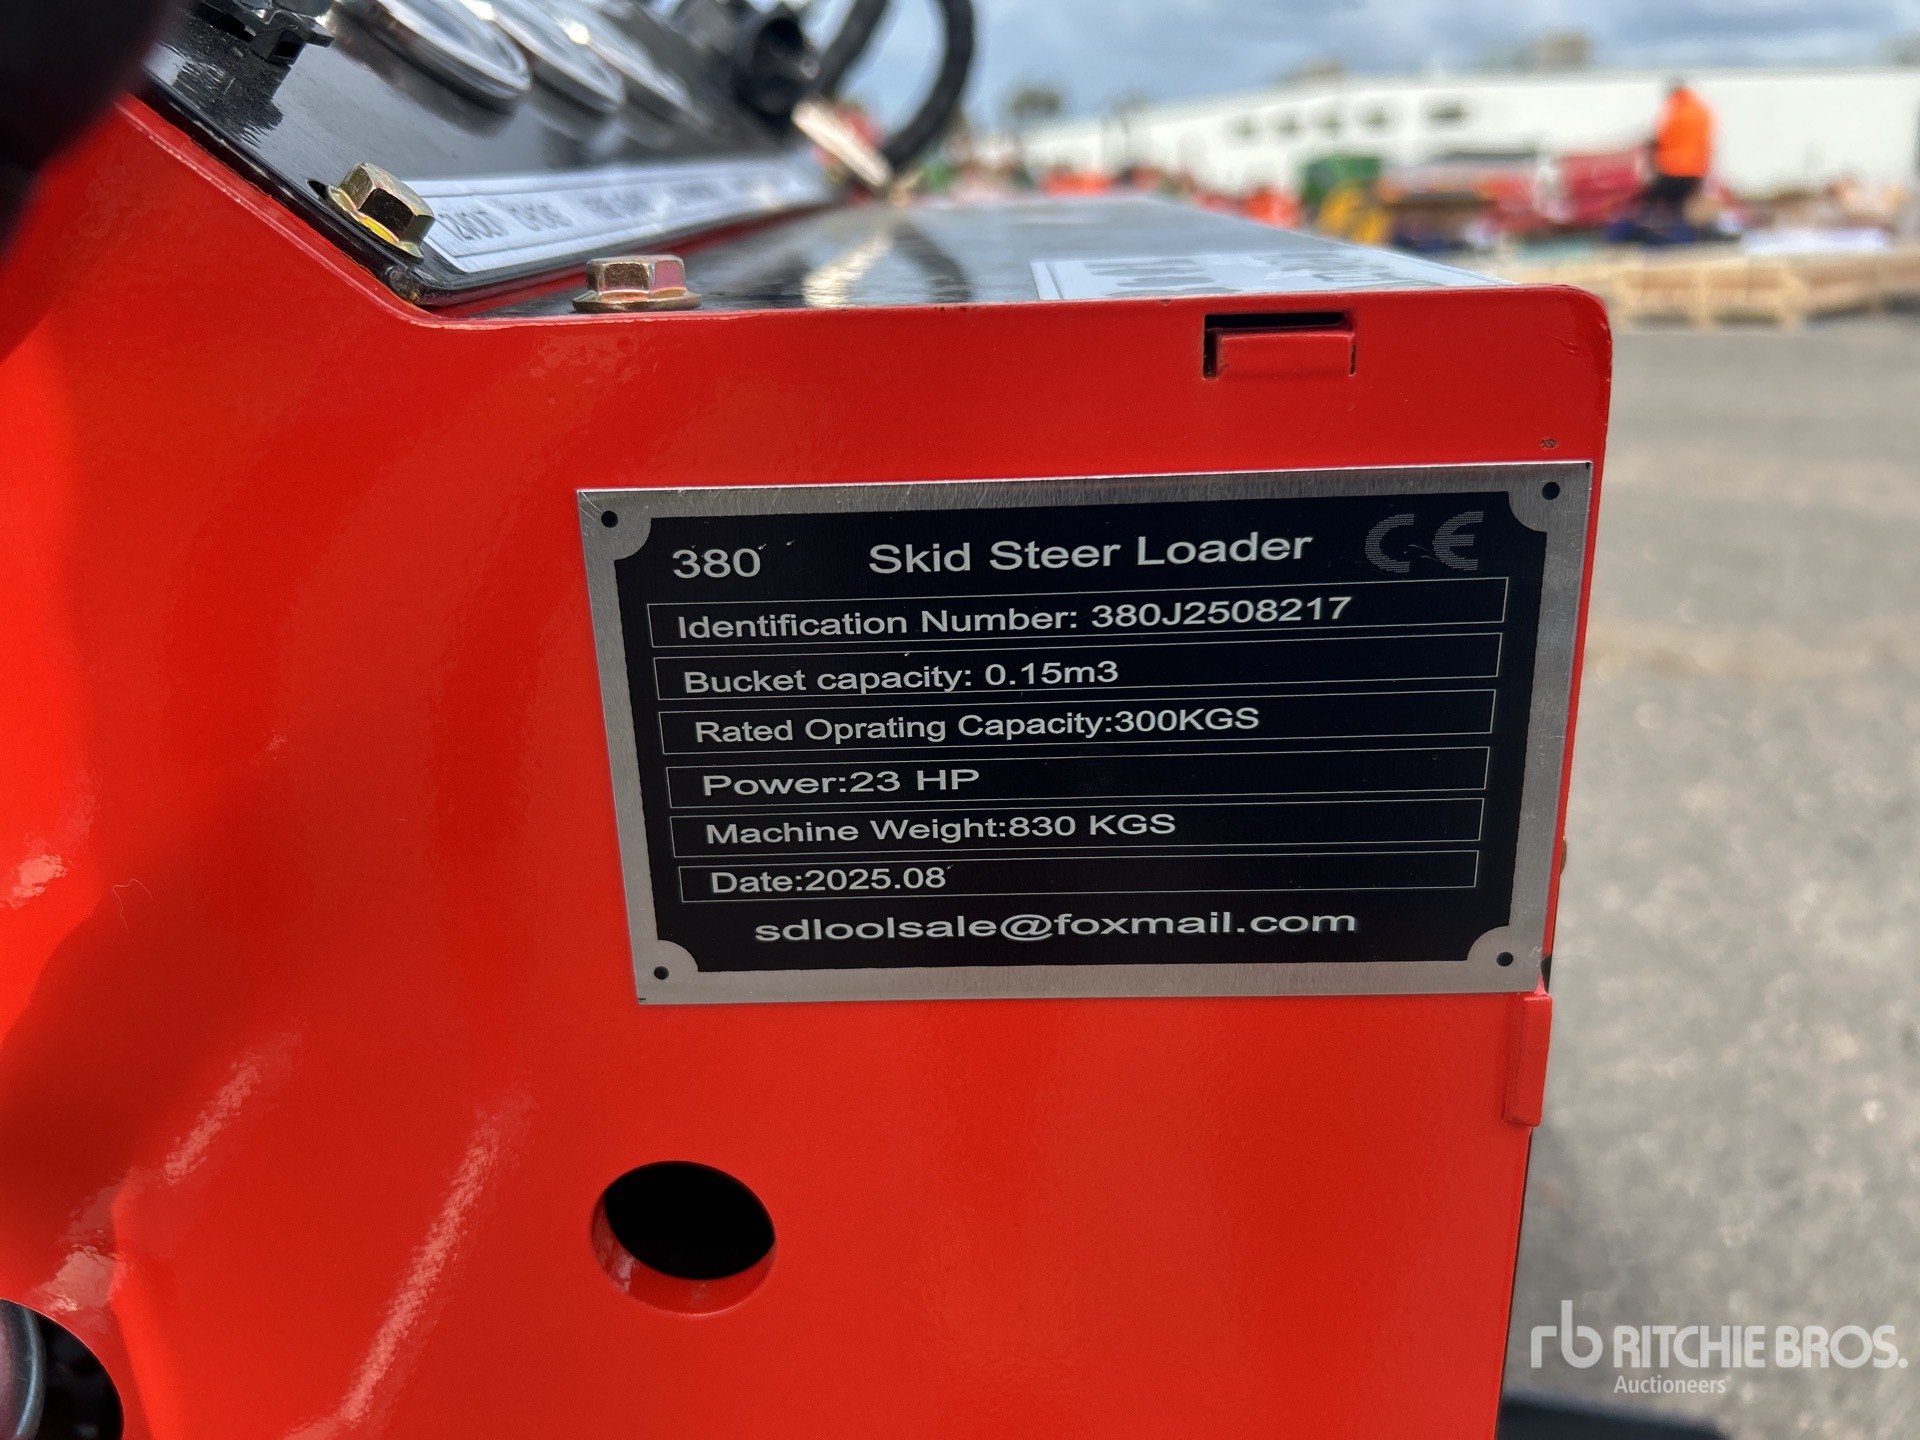 380 Skid Steer Loader CE
Identification Number: 380J2508217
Bucket capacity: 0.15m3
Rated Oprating Capacity:300KGS
Power:23 HP
Machine Weight:830 KGS
Date:2025.08
sdloolsale@foxmail.com
rb RITCHIE BROS.
Auctioneers